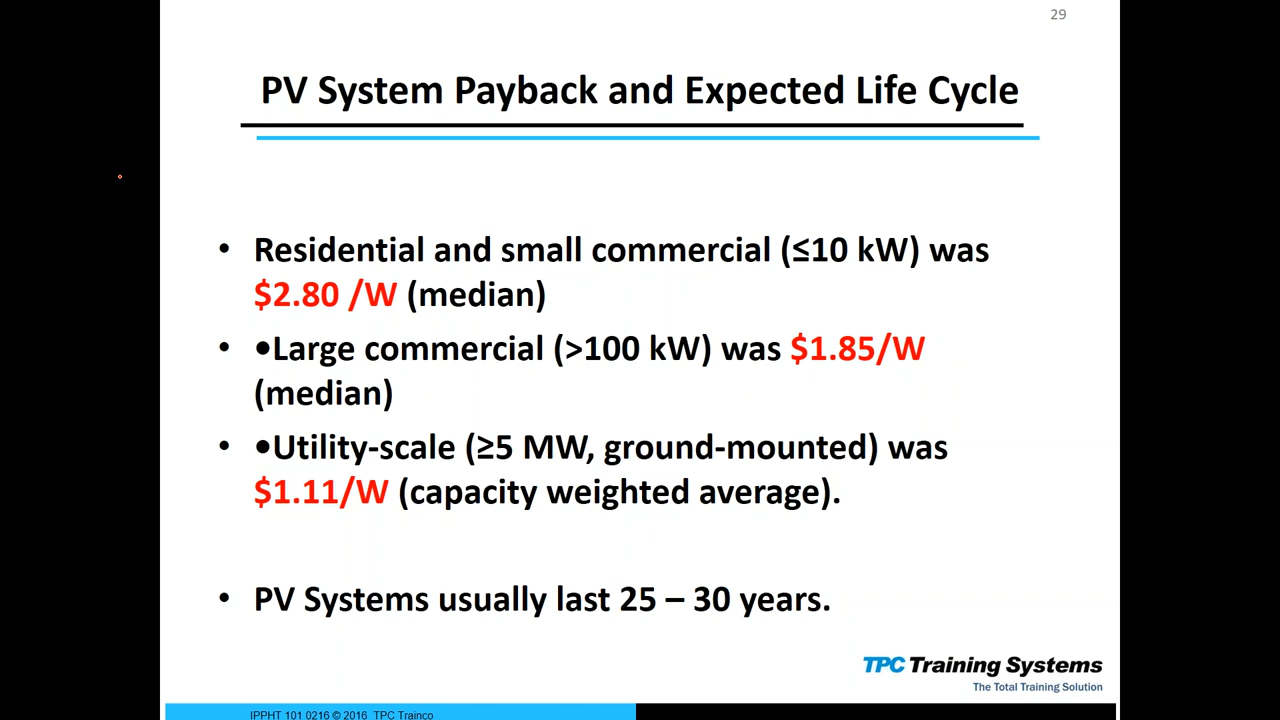 29
PV System Payback and Expected Life Cycle
• Residential and small commercial (≤10 kW) was
$2.80 /W (median)
• •Large commercial (>100 kW) was $1.85/W
(median)
• •Utility-scale (≥5 MW, ground-mounted) was
$1.11/W (capacity weighted average).
• PV Systems usually last 25 – 30 years.
TPC Training Systems
The Total Training Solution
IPPHT 101 0216 © 2016 TPC Trainco